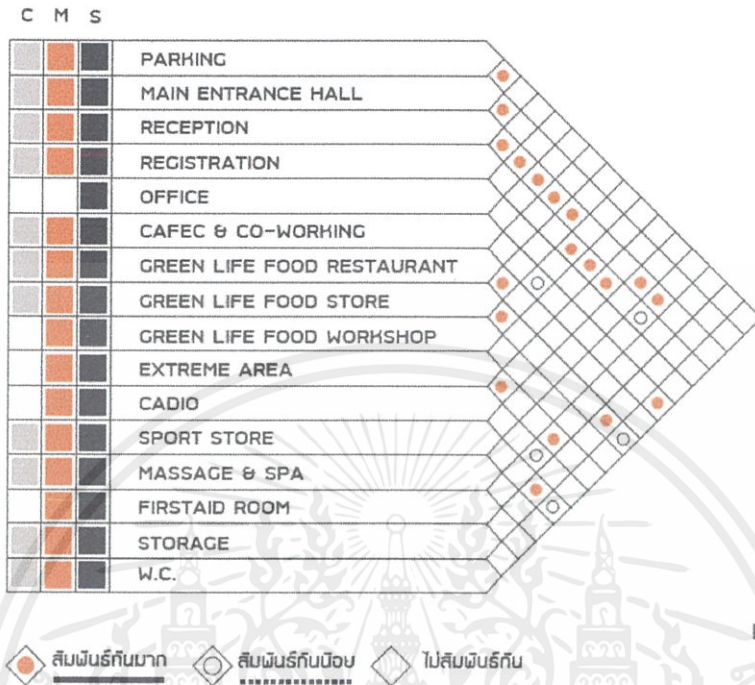 C M S
PARKING
MAIN ENTRANCE HALL
RECEPTION
REGISTRATION
OFFICE
CAFEC & CO-WORKING
GREEN LIFE FOOD RESTAURANT
GREEN LIFE FOOD STORE
GREEN LIFE FOOD WORKSHOP
EXTREME AREA
CADIO
SPORT STORE
MASSAGE & SPA
FIRSTAID ROOM
STORAGE
W.C.
สัมพันธ์กันมาก สัมพันธ์กันน้อย ไม่สัมพันธ์กัน